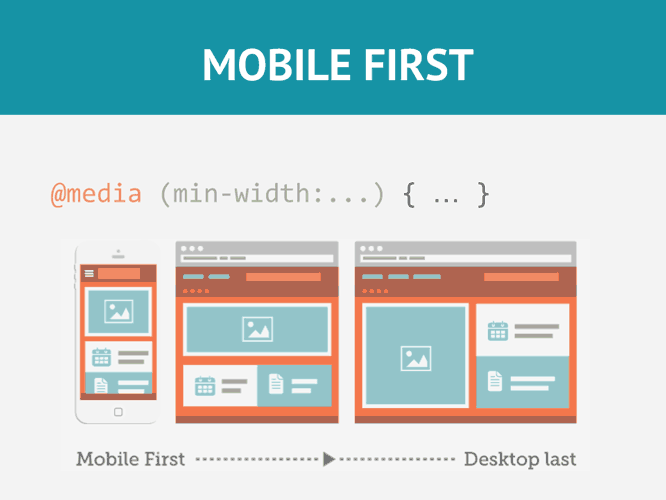 MOBILE FIRST
@media (min-width:...) { ... }
Mobile First
Desktop last